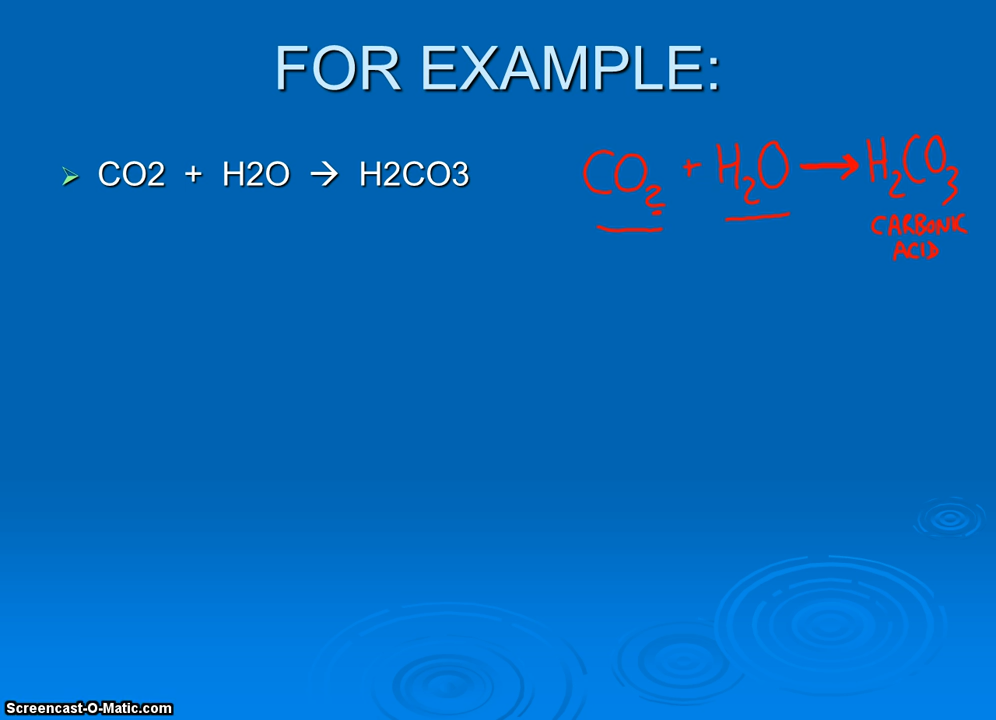 FOR EXAMPLE:
CO2 + H2O → H2CO3
CO₂ + H₂O → H₂CO₃
CARBONIC
ACID
Screencast-O-Matic.com